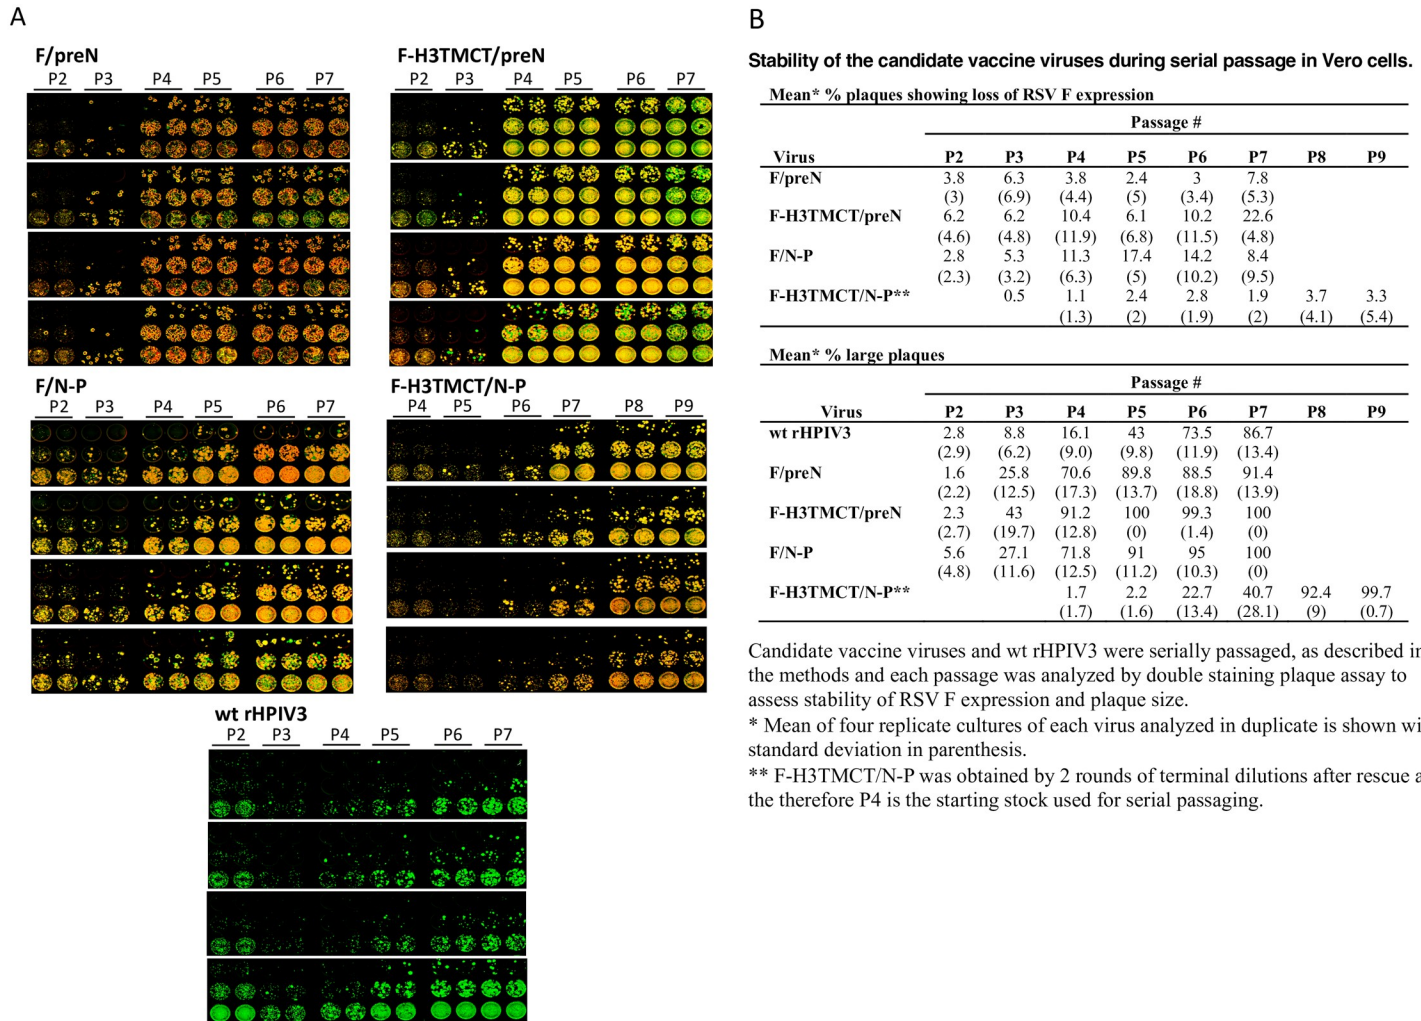 A
F/preN
P2 P3 P4 P5 P6 P7
F-H3TMCT/preN
P2 P3 P4 P5 P6 P7
F/N-P
P2 P3 P4 P5 P6 P7
F-H3TMCT/N-P
P4 P5 P6 P7 P8 P9
wt rHPIV3
P2 P3 P4 P5 P6 P7
B
Stability of the candidate vaccine viruses during serial passage in Vero cells.
Mean* % plaques showing loss of RSV F expression
Passage #
Virus P2 P3 P4 P5 P6 P7 P8 P9
F/preN 3.8 6.3 3.8 2.4 3 7.8
(3) (6.9) (4.4) (5) (3.4) (5.3)
F-H3TMCT/preN 6.2 6.2 10.4 6.1 10.2 22.6
(4.6) (4.8) (11.9) (6.8) (11.5) (4.8)
F/N-P 2.8 5.3 11.3 17.4 14.2 8.4
(2.3) (3.2) (6.3) (5) (10.2) (9.5)
F-H3TMCT/N-P** 0.5 1.1 2.4 2.8 1.9 3.7 3.3
(1.3) (2) (1.9) (2) (4.1) (5.4)
Mean* % large plaques
Passage #
Virus P2 P3 P4 P5 P6 P7 P8 P9
wt rHPIV3 2.8 8.8 16.1 43 73.5 86.7
(2.9) (6.2) (9.0) (9.8) (11.9) (13.4)
F/preN 1.6 25.8 70.6 89.8 88.5 91.4
(2.2) (12.5) (17.3) (13.7) (18.8) (13.9)
F-H3TMCT/preN 2.3 43 91.2 100 99.3 100
(2.7) (19.7) (12.8) (0) (1.4) (0)
F/N-P 5.6 27.1 71.8 91 95 100
(4.8) (11.6) (12.5) (11.2) (10.3) (0)
F-H3TMCT/N-P** 1.7 2.2 22.7 40.7 92.4 99.7
(1.7) (1.6) (13.4) (28.1) (9) (0.7)
Candidate vaccine viruses and wt rHPIV3 were serially passaged, as described in
the methods and each passage was analyzed by double staining plaque assay to
assess stability of RSV F expression and plaque size.
* Mean of four replicate cultures of each virus analyzed in duplicate is shown wi
standard deviation in parenthesis.
** F-H3TMCT/N-P was obtained by 2 rounds of terminal dilutions after rescue a
the therefore P4 is the starting stock used for serial passaging.